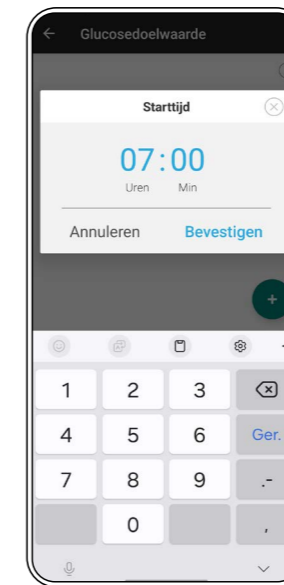 Glucosedoelwaarde
Starttijd
07:00
Uren Min
Annuleren Bevestigen
+
1 2 3
4 5 6 Ger.
7 8 9 .-
0 ,